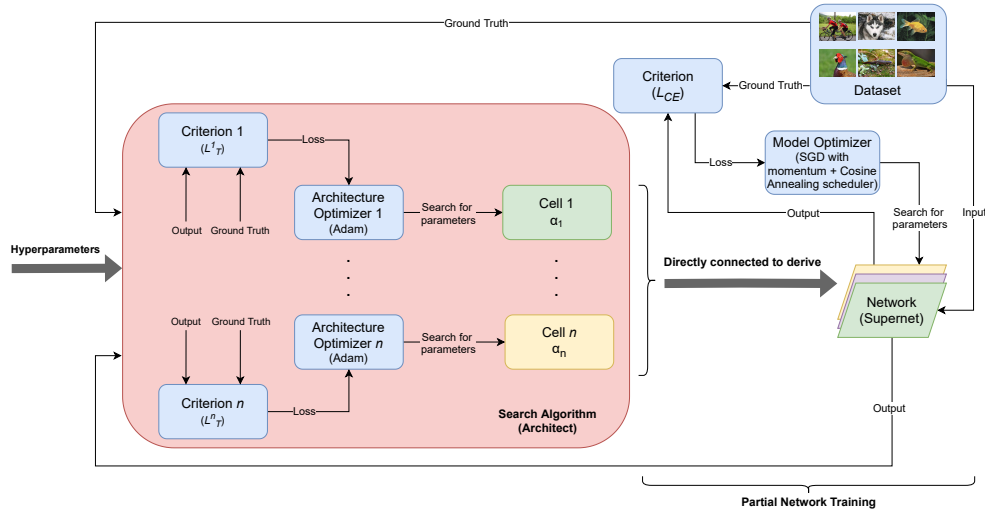 Ground Truth
Dataset
Criterion
(L_CE)
Ground Truth
Loss
Model Optimizer
(SGD with
momentum + Cosine
Annealing scheduler)
Output
Search for
parameters
Input
Criterion 1
(L^1_T)
Loss
Output
Ground Truth
Architecture
Optimizer 1
(Adam)
Search for
parameters
Cell 1
α_1
Hyperparameters
Directly connected to derive
Network
(Supernet)
. . .
. . .
Output
Ground Truth
Architecture
Optimizer n
(Adam)
Search for
parameters
Cell n
α_n
Criterion n
(L^n_T)
Loss
Search Algorithm
(Architect)
Output
Partial Network Training